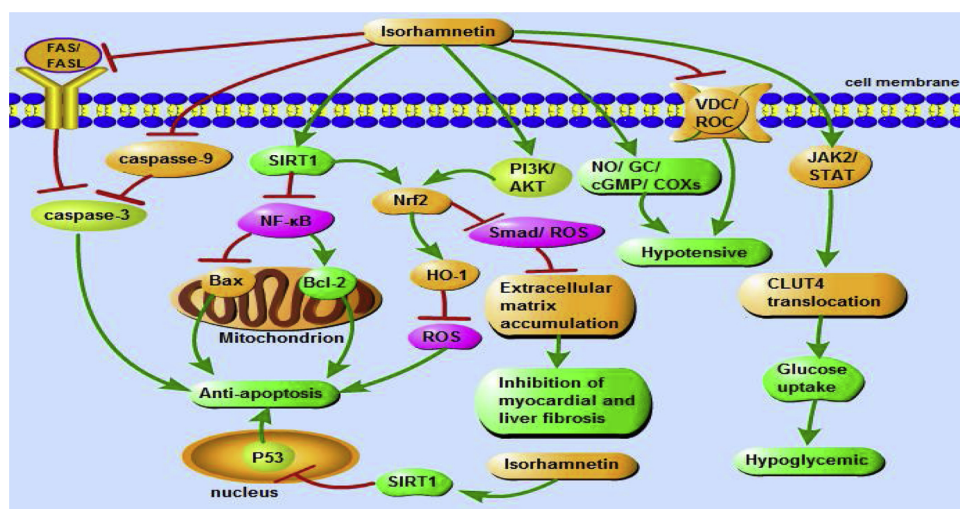 Isorhamnetin
FAS/
FASL
cell membrane
VDC/
ROC
caspasse-9
SIRT1
PI3K/
AKT
NO/ GC/
cGMP/ COXs
JAK2/
STAT
caspase-3
NF-κB
Nrf2
Smad/ ROS
Hypotensive
Bax
Bcl-2
HO-1
Extracellular
matrix
accumulation
CLUT4
translocation
Mitochondrion
ROS
Glucose
uptake
Anti-apoptosis
Inhibition of
myocardial and
liver fibrosis
P53
nucleus
SIRT1
Isorhamnetin
Hypoglycemic